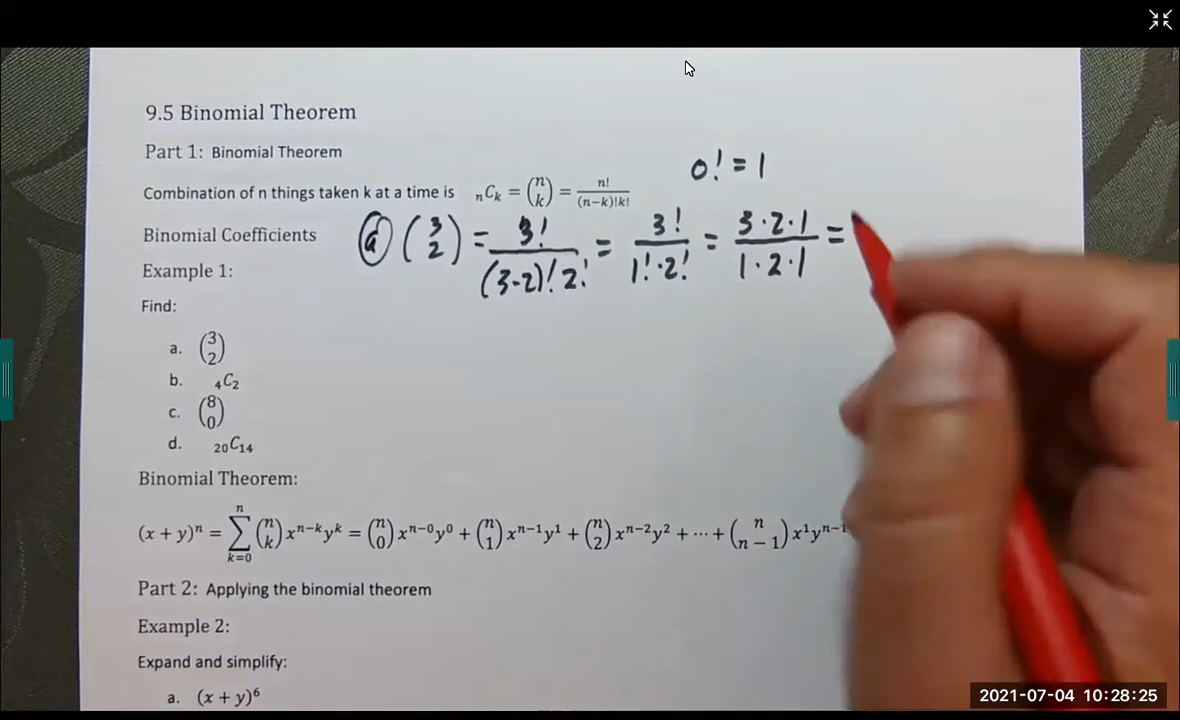 9.5 Binomial Theorem
Part 1: Binomial Theorem
0! = 1
Combination of n things taken k at a time is ₙCₖ = (n k) = n!/((n−k)!k!)
Binomial Coefficients
ⓐ (3 2) = 3!/((3-2)! 2!) = 3!/(1!·2!) = (3·2·1)/(1·2·1) =
Example 1:
Find:
a. (3 2)
b. ₄C₂
c. (8 0)
d. ₂₀C₁₄
Binomial Theorem:
(x + y)ⁿ = ∑ₖ₌₀ⁿ (n k) xⁿ⁻ᵏyᵏ = (n 0) xⁿ⁻⁰y⁰ + (n 1) xⁿ⁻¹y¹ + (n 2) xⁿ⁻²y² + ⋯ + (n n − 1) x¹yⁿ⁻¹
Part 2: Applying the binomial theorem
Example 2:
Expand and simplify:
a. (x + y)⁶
2021-07-04 10:28:25